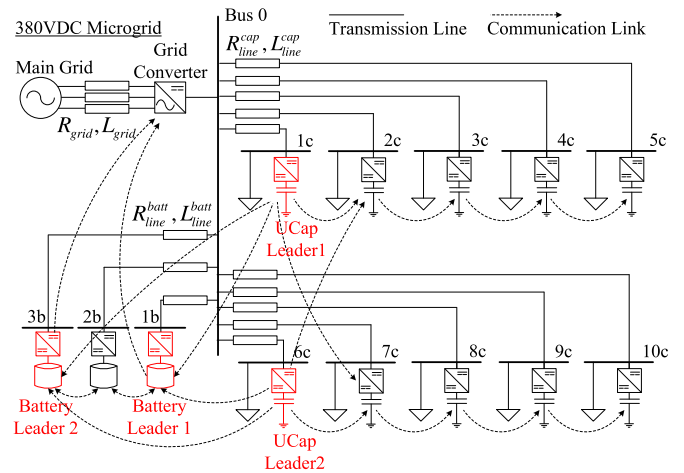 380VDC Microgrid
Bus 0
Transmission Line
Communication Link
Main Grid
Grid
Converter
R_grid, L_grid
R_line^cap, L_line^cap
1c
2c
3c
4c
5c
UCap
Leader1
R_line^batt, L_line^batt
3b
2b
1b
Battery
Leader 2
Battery
Leader 1
6c
7c
8c
9c
10c
UCap
Leader2